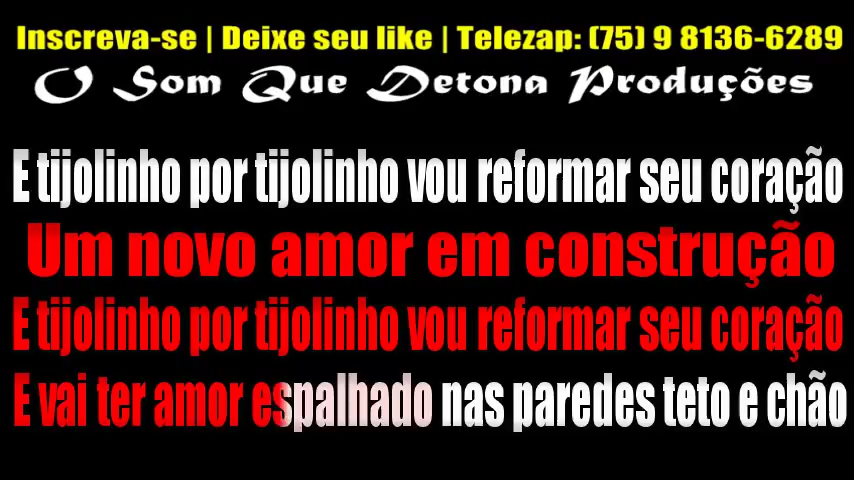 Inscreva-se | Deixe seu like | Telezap: (75) 9 8136-6289
O Som Que Detona Produções
E tijolinho por tijolinho vou reformar seu coração
Um novo amor em construção
E tijolinho por tijolinho vou reformar seu coração
E vai ter amor espalhado nas paredes teto e chão